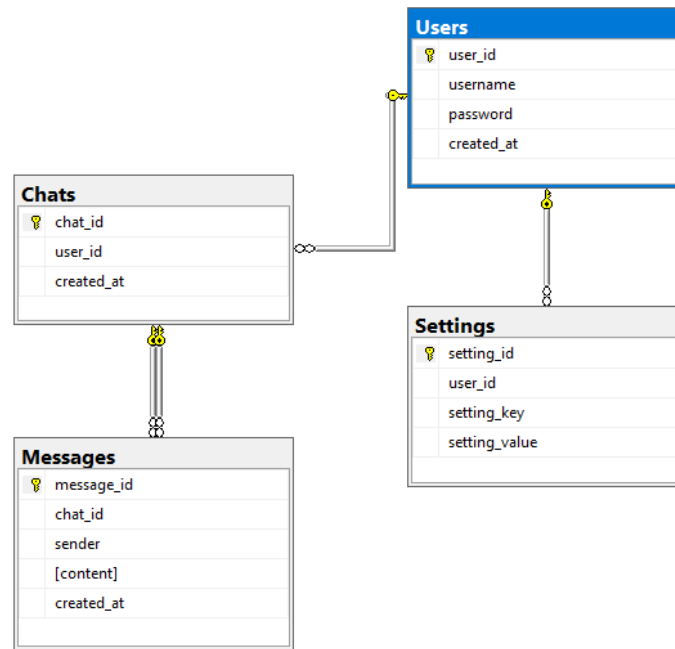 Users
user_id
username
password
created_at
Chats
chat_id
user_id
created_at
Settings
setting_id
user_id
setting_key
setting_value
Messages
message_id
chat_id
sender
[content]
created_at